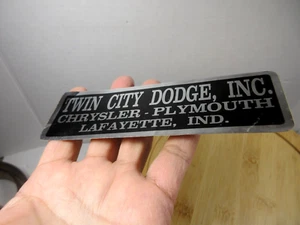 TWIN CITY DODGE, INC.
CHRYSLER - PLYMOUTH
LAFAYETTE, IND.